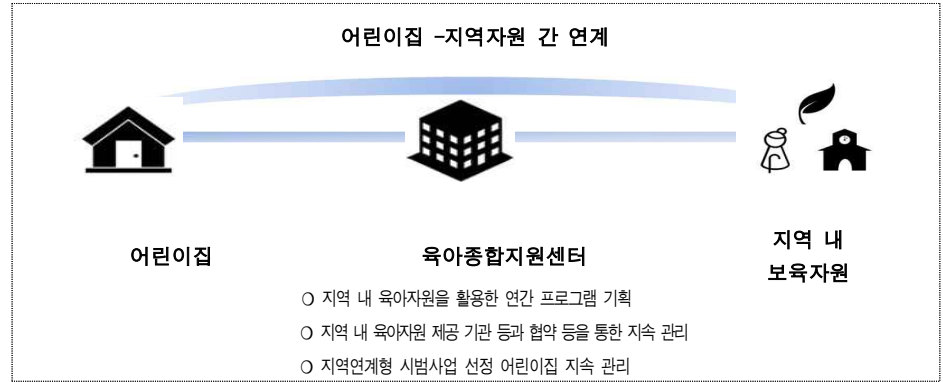 어린이집 -지역자원 간 연계
어린이집
육아종합지원센터
지역 내
보육자원
❍ 지역 내 육아자원을 활용한 연간 프로그램 기획
❍ 지역 내 육아자원 제공 기관 등과 협약 등을 통한 지속 관리
❍ 지역연계형 시범사업 선정 어린이집 지속 관리